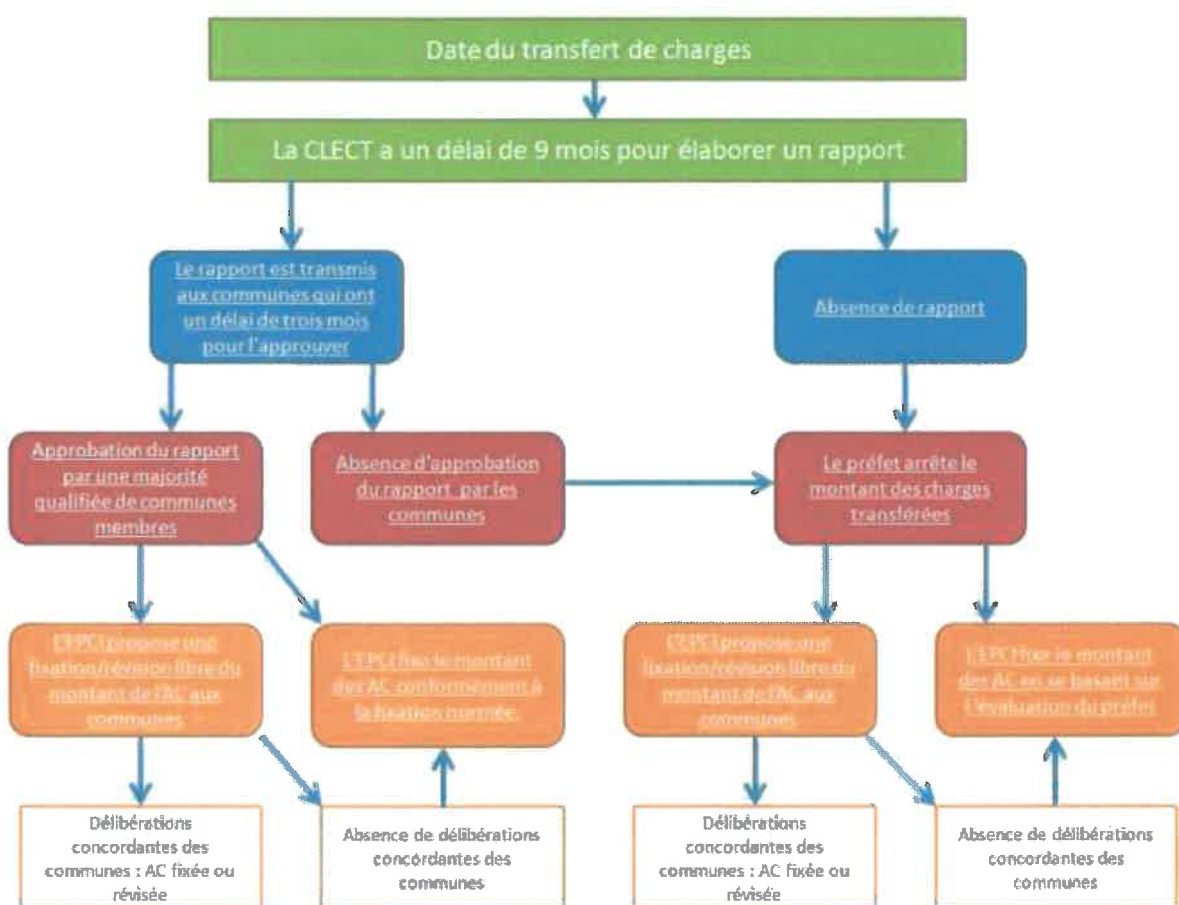 Date du transfert de charges
La CLECT a un délai de 9 mois pour élaborer un rapport
Le rapport est transmis
aux communes qui ont
un délai de trois mois
pour l'approuver
Absence de rapport
Approbation du rapport
par une majorité
qualifiée de communes
membres
Absence d'approbation
du rapport par les
communes
Le préfet arrête le
montant des charges
transférées
L'EPCI propose une
fixation/révision libre du
montant de l'AC aux
communes
L'EPCI fixe le montant
des AC conformément à
la fixation normée.
L'EPCI propose une
fixation/révision libre du
montant de l'AC aux
communes
L'EPCI fixe le montant
des AC en se basant sur
l'évaluation du préfet
Délibérations
concordantes des
communes : AC fixée ou
révisée
Absence de délibérations
concordantes des
communes
Délibérations
concordantes des
communes : AC fixée ou
révisée
Absence de délibérations
concordantes des
communes